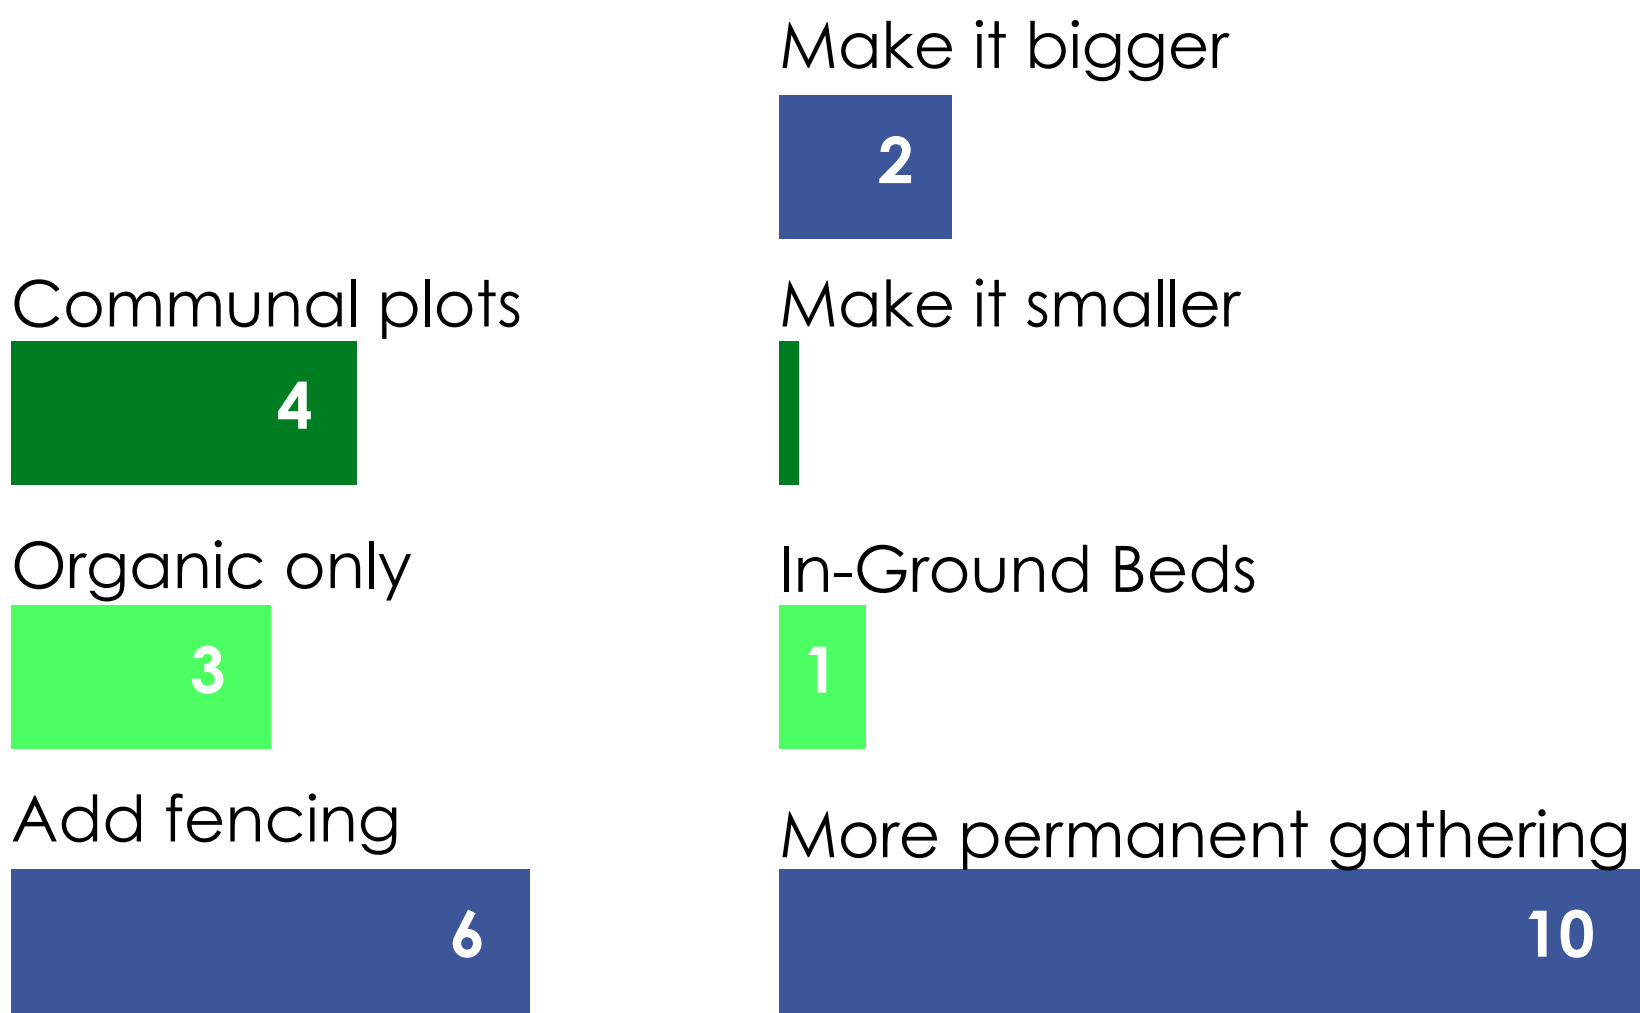 Make it bigger
2
Communal plots
4
Make it smaller
Organic only
3
In-Ground Beds
1
Add fencing
6
More permanent gathering
10